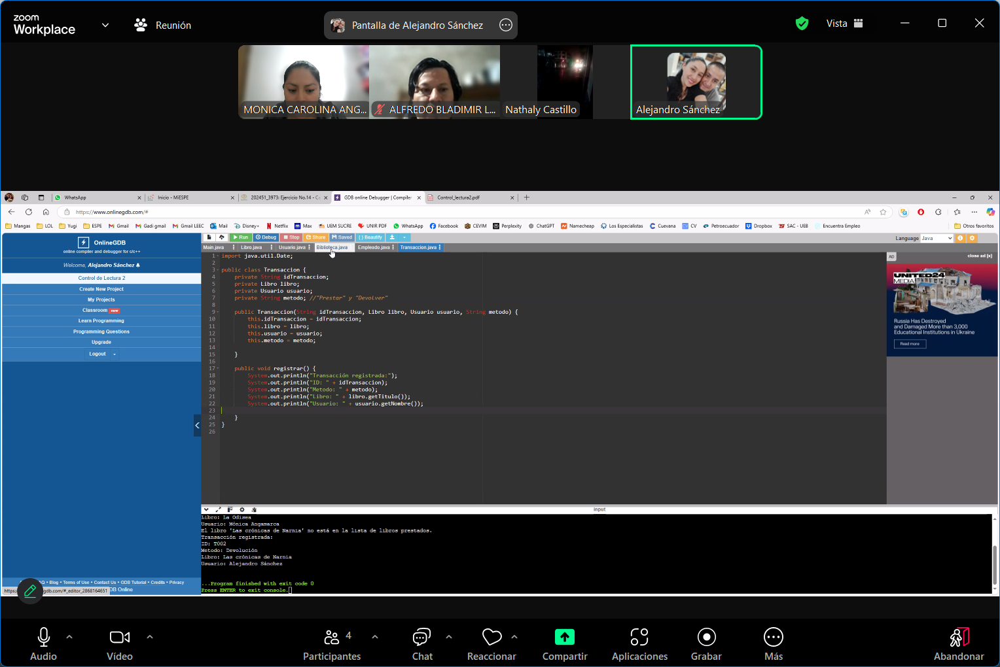 zoom
Workplace
Reunión
Pantalla de Alejandro Sánchez
Vista
MONICA CAROLINA ANG...
ALFREDO BLADIMIR L...
Nathaly Castillo
Alejandro Sánchez
WhatsApp
Inicio - MiESPE
202451_3973: Ejercicio No.14 - C
GDB online Debugger | Compiler
Control_lectura2.pdf
https://www.onlinegdb.com/#
Mangas
LOL
Yugi
ESPE
Gmail
Gadi gmail
Gmail LEEC
Mail
Disney+
Netflix
Max
UEM SUCRE
UNIR PDF
WhatsApp
Facebook
CEVIM
Perplexity
ChatGPT
Namecheap
Los Especialistas
Cuevana
CV
Petroecuador
Dropbox
SAC - UEB
Encuentra Empleo
Otros favoritos
OnlineGDB
online compiler and debugger for c/c++
Welcome, Alejandro Sánchez
Control de Lectura 2
Create New Project
My Projects
Classroom new
Learn Programming
Programming Questions
Upgrade
Logout
Run
Debug
Stop
Share
Saved
{} Beautify
Language Java
Main.java
Libro.java
Usuario.java
Biblioteca.java
Empleado.java
Transaccion.java
1 import java.util.Date;
2
3 public class Transaccion {
4 private String idTransaccion;
5 private Libro libro;
6 private Usuario usuario;
7 private String metodo; //"Prestar" y "Devolver"
8
9 public Transaccion(String idTransaccion, Libro libro, Usuario usuario, String metodo) {
10 this.idTransaccion = idTransaccion;
11 this.libro = libro;
12 this.usuario = usuario;
13 this.metodo = metodo;
14
15 }
16
17 public void registrar() {
18 System.out.println("Transacción registrada:");
19 System.out.println("ID: " + idTransaccion);
20 System.out.println("Metodo: " + metodo);
21 System.out.println("Libro: " + libro.getTitulo());
22 System.out.println("Usuario: " + usuario.getNombre());
23
24 }
25 }
26
AD
close ad [x]
UNITED24
MEDIA
Russia Has Destroyed
and Damaged More than 3,000
Educational Institutions in Ukraine
Read more
input
Libro: La Odisea
Usuario: Mónica Angamarca
El libro 'Las crónicas de Narnia' no está en la lista de libros prestados.
Transacción registrada:
ID: T002
Metodo: Devolución
Libro: Las crónicas de Narnia
Usuario: Alejandro Sánchez
...Program finished with exit code 0
Press ENTER to exit console.
• Blog • Terms of Use • Contact Us • GDB Tutorial • Credits • Privacy
https:
gdb.com/#_editor_2868164651
DB Online
Audio
Vídeo
4
Participantes
Chat
Reaccionar
Compartir
Aplicaciones
Grabar
Más
Abandonar